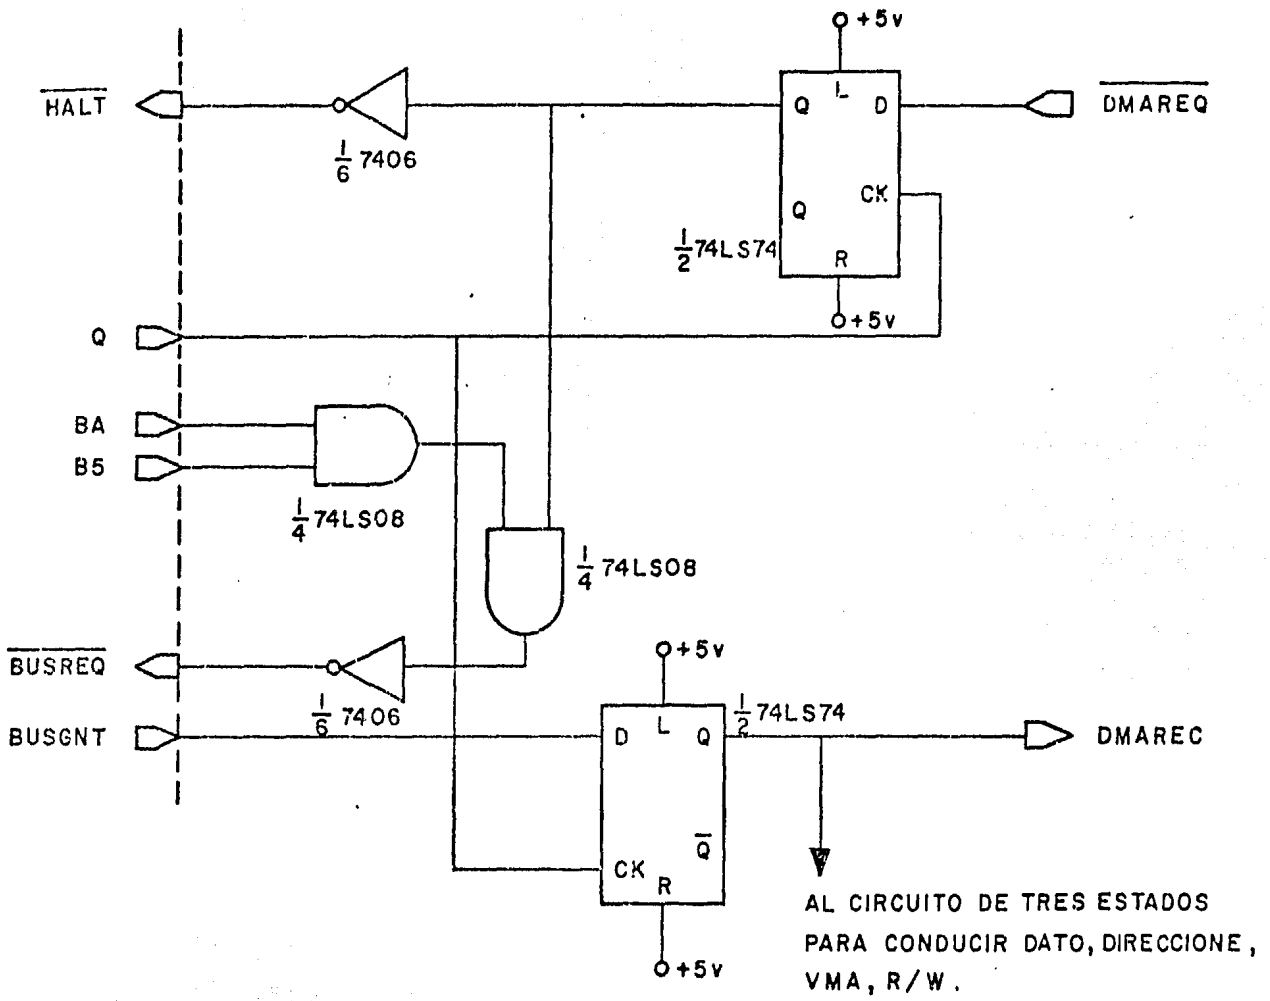 +5v
HALT
L
Q
D
DMAREQ
1/6 7406
CK
Q
1/2 74LS74
R
+5v
Q
BA
B5
1/4 74LS08
1/4 74LS08
BUSREQ
+5v
1/6 7406
1/2 74LS74
BUSGNT
D
L
Q
DMAREC
Q
CK
R
AL CIRCUITO DE TRES ESTADOS
PARA CONDUCIR DATO, DIRECCIONE,
VMA, R/W.
+5v